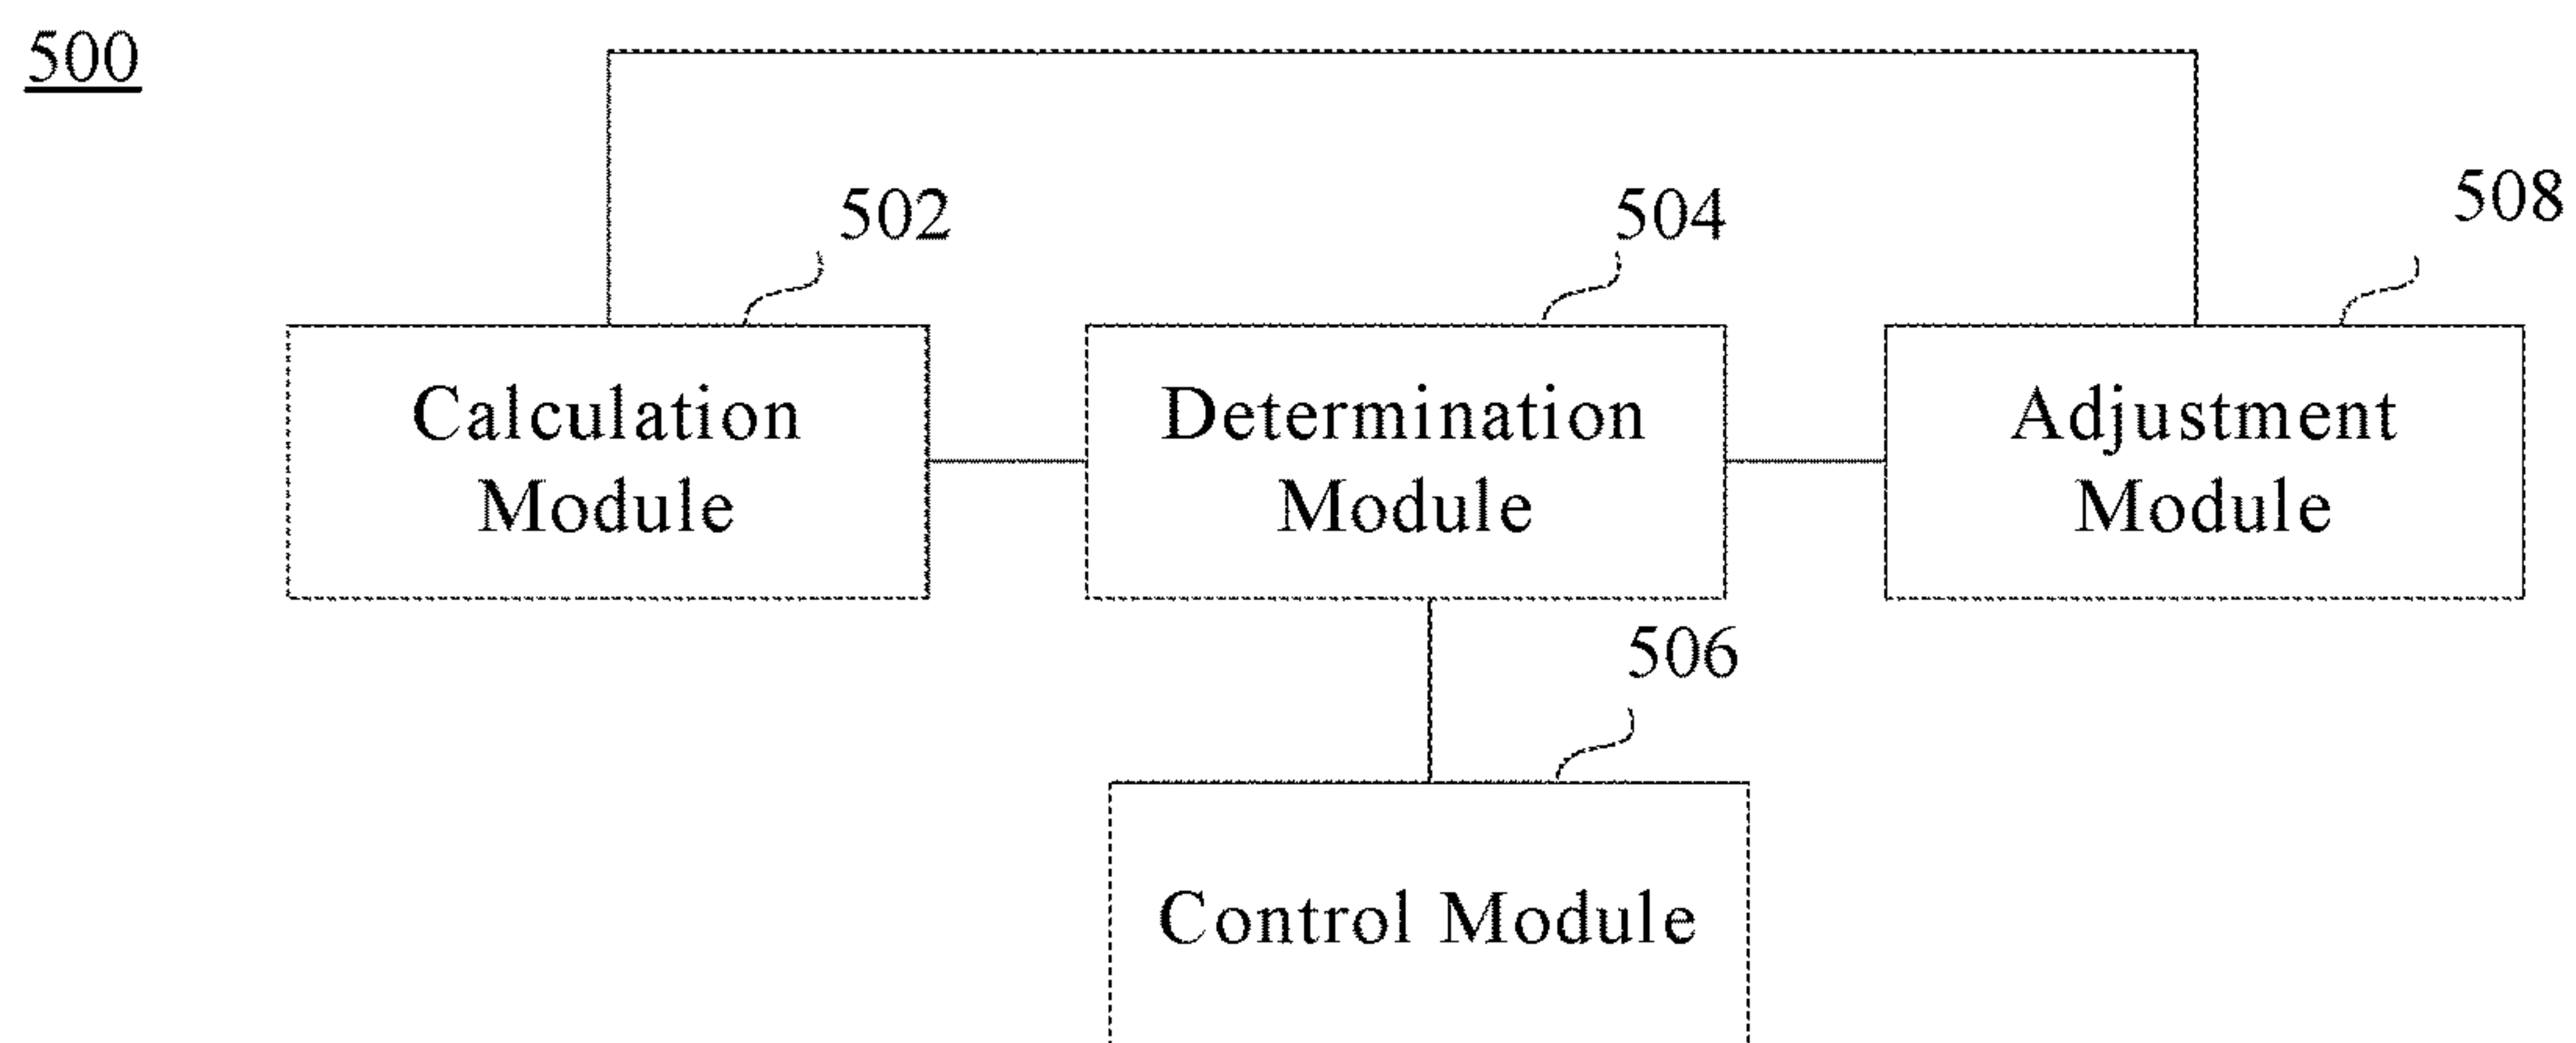 500
502
504
508
Calculation
Module
Determination
Module
Adjustment
Module
506
Control Module